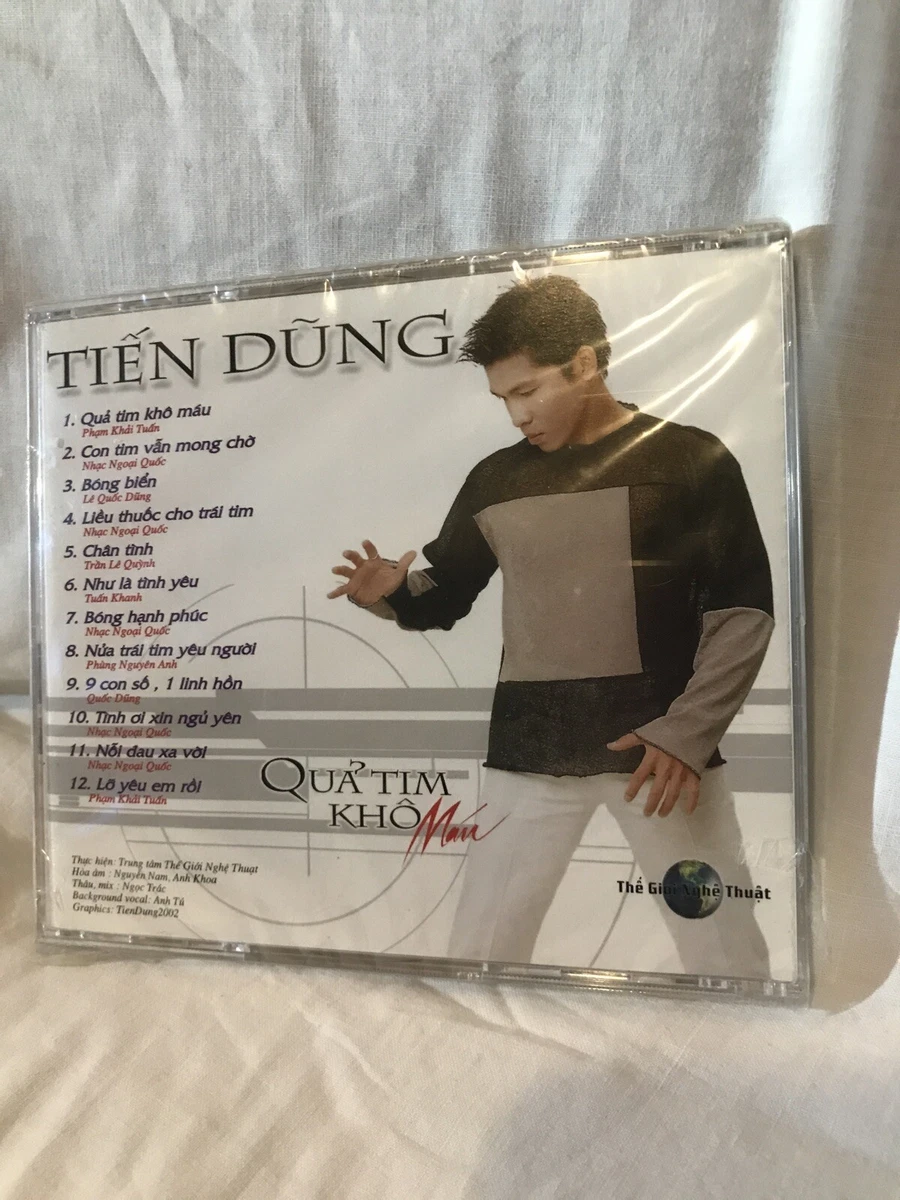 TIẾN DŨNG
1. Quả tim khô máu
Phạm Khải Tuấn
2. Con tim vẫn mong chờ
Nhạc Ngoại Quốc
3. Bóng biển
Lê Quốc Dũng
4. Liều thuốc cho trái tim
Nhạc Ngoại Quốc
5. Chân tình
Trần Lê Quỳnh
6. Như là tình yêu
Tuấn Khanh
7. Bóng hạnh phúc
Nhạc Ngoại Quốc
8. Nửa trái tim yêu người
Phùng Nguyên Anh
9. 9 con số , 1 linh hồn
Quốc Dũng
10. Tình ơi xin ngủ yên
Nhạc Ngoại Quốc
11. Nỗi đau xa vời
Nhạc Ngoại Quốc
12. Lỡ yêu em rồi
Phạm Khải Tuấn
QUẢ TIM
KHÔ Máu
Thực hiện: Trung tâm Thế Giới Nghệ Thuật
Hòa âm : Nguyễn Nam, Anh Khoa
Thâu, mix : Ngọc Trác
Background vocal: Anh Tú
Graphics: TienDung2002
Thế Giới Nghệ Thuật